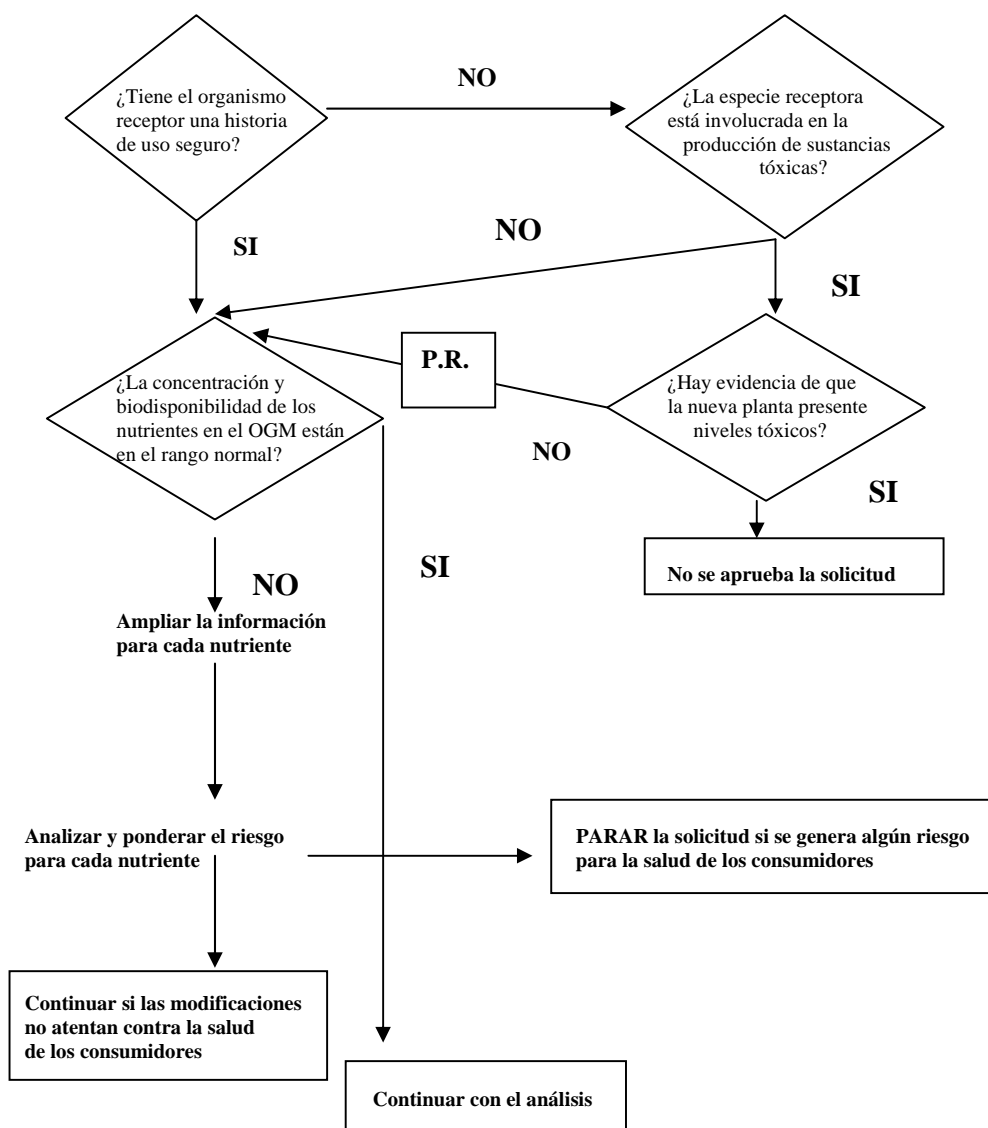 ¿Tiene el organismo
receptor una historia
de uso seguro?
NO
¿La especie receptora
está involucrada en la
producción de sustancias
tóxicas?
SI
NO
SI
¿La concentración y
biodisponibilidad de los
nutrientes en el OGM están
en el rango normal?
P.R.
¿Hay evidencia de que
la nueva planta presente
niveles tóxicos?
NO
SI
SI
No se aprueba la solicitud
NO
Ampliar la información
para cada nutriente
Analizar y ponderar el riesgo
para cada nutriente
PARAR la solicitud si se genera algún riesgo
para la salud de los consumidores
Continuar si las modificaciones
no atentan contra la salud
de los consumidores
Continuar con el análisis